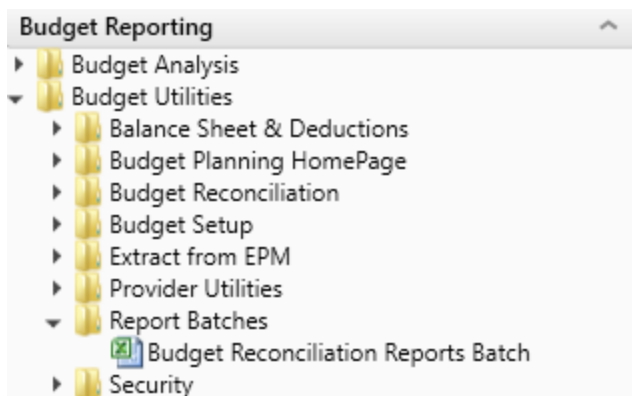 Budget Reporting
Budget Analysis
Budget Utilities
Balance Sheet & Deductions
Budget Planning HomePage
Budget Reconciliation
Budget Setup
Extract from EPM
Provider Utilities
Report Batches
Budget Reconciliation Reports Batch
Security